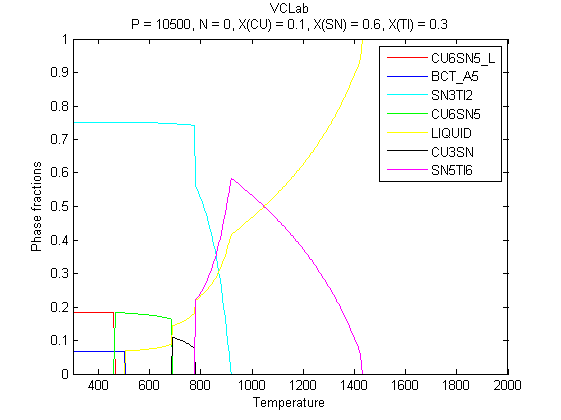 VCLab
P = 10500, N = 0, X(CU) = 0.1, X(SN) = 0.6, X(TI) = 0.3
1
0.9
0.8
0.7
0.6
0.5
0.4
0.3
0.2
0.1
0
Phase fractions
CU6SN5_L
BCT_A5
SN3TI2
CU6SN5
LIQUID
CU3SN
SN5TI6
400 600 800 1000 1200 1400 1600 1800 2000
Temperature